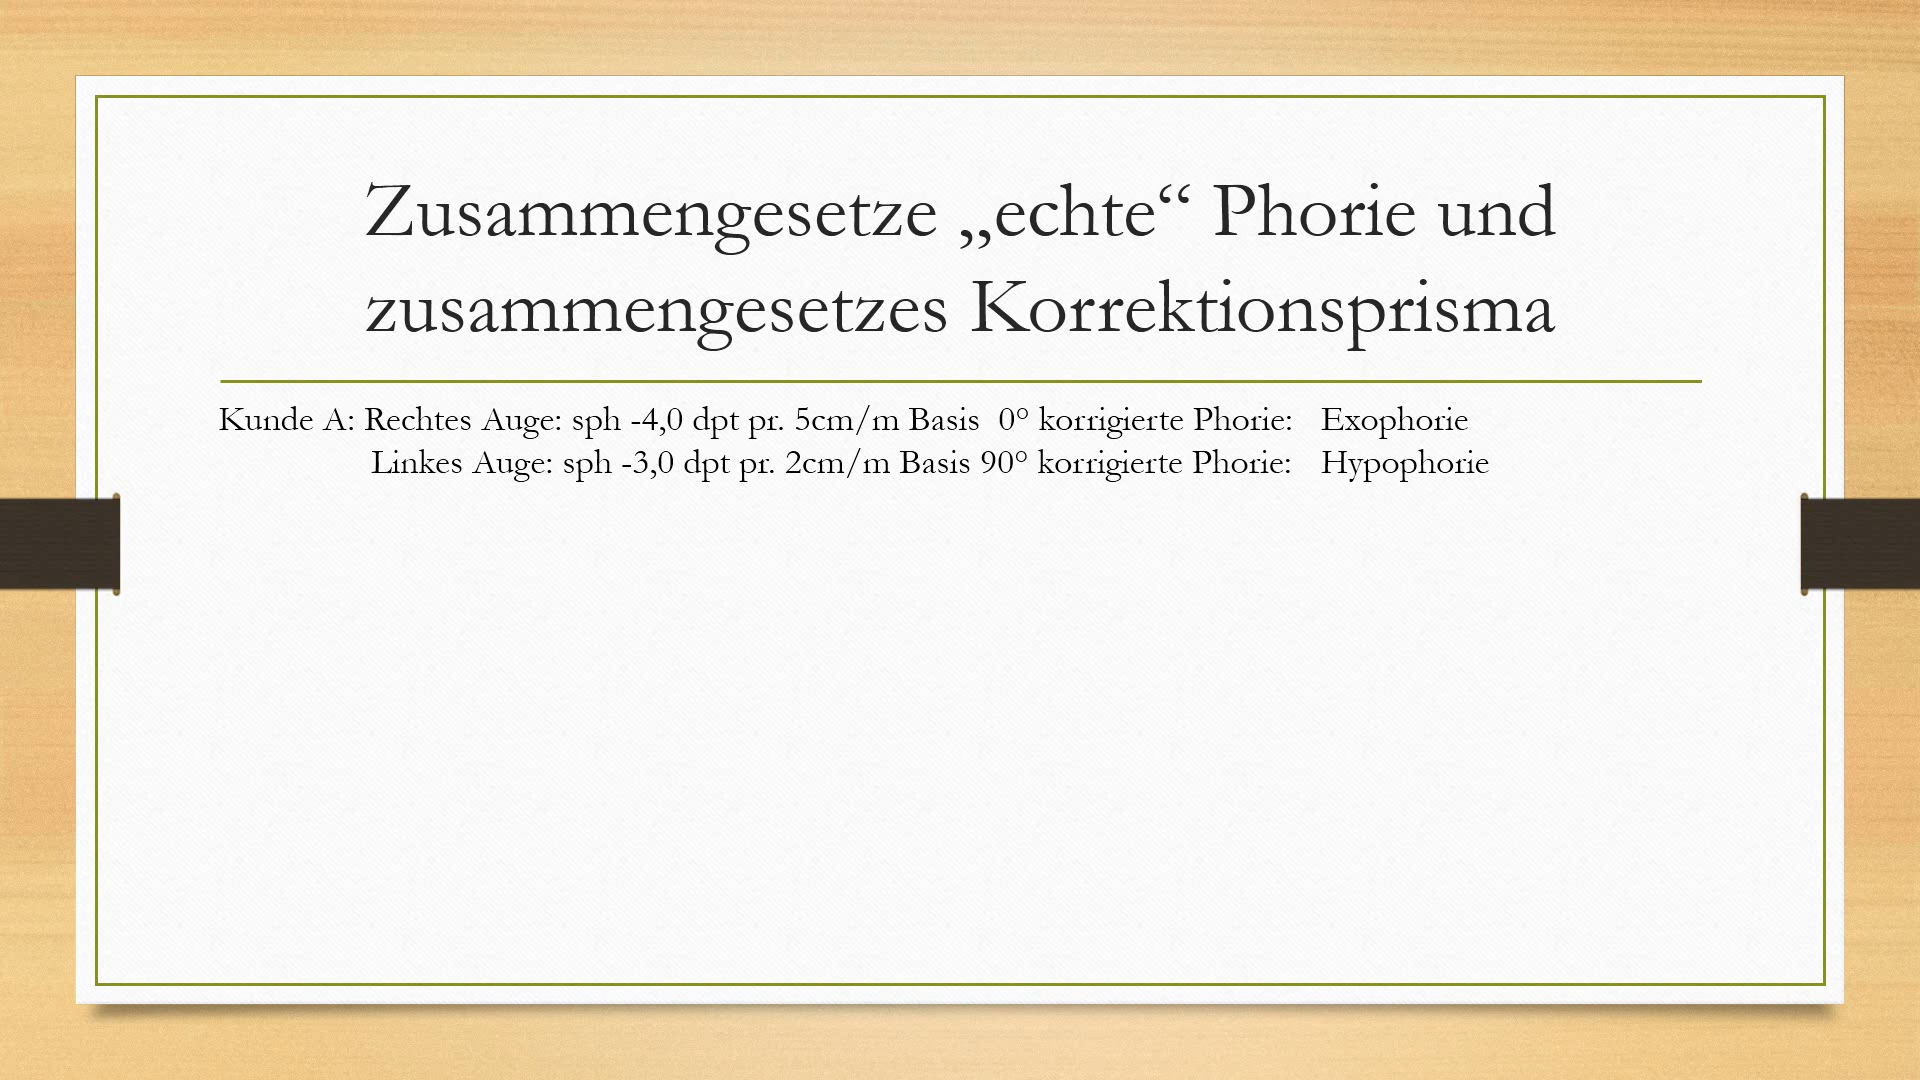 Zusammengesetze „echte“ Phorie und
zusammengesetzes Korrektionsprisma
Kunde A: Rechtes Auge: sph -4,0 dpt pr. 5cm/m Basis 0° korrigierte Phorie: Exophorie
Linkes Auge: sph -3,0 dpt pr. 2cm/m Basis 90° korrigierte Phorie: Hypophorie